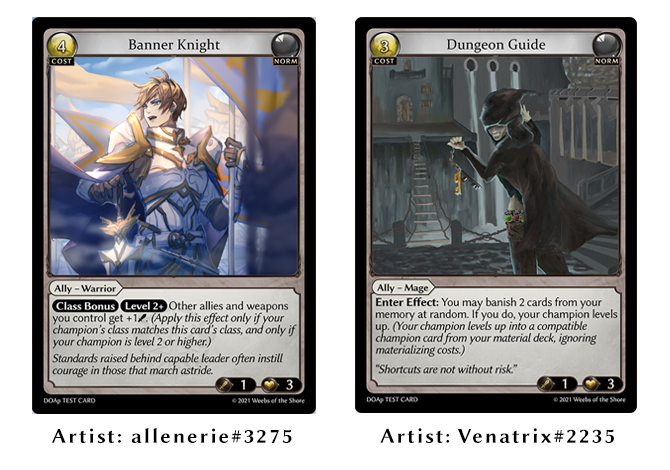 4
COST
Banner Knight
NORM
Ally – Warrior
Class Bonus Level 2+ Other allies and weapons
you control get +1. (Apply this effect only if your
champion's class matches this card's class, and only if
your champion is level 2 or higher.)
Standards raised behind capable leader often instill
courage in those that march astride.
1
3
DOAp TEST CARD
© 2021 Weebs of the Shore
Artist: allenerie#3275
3
COST
Dungeon Guide
NORM
Ally – Mage
Enter Effect: You may banish 2 cards from your
memory at random. If you do, your champion levels
up. (Your champion levels up into a compatible
champion card from your material deck, ignoring
materializing costs.)
"Shortcuts are not without risk."
1
3
DOAp TEST CARD
© 2021 Weebs of the Shore
Artist: Venatrix#2235